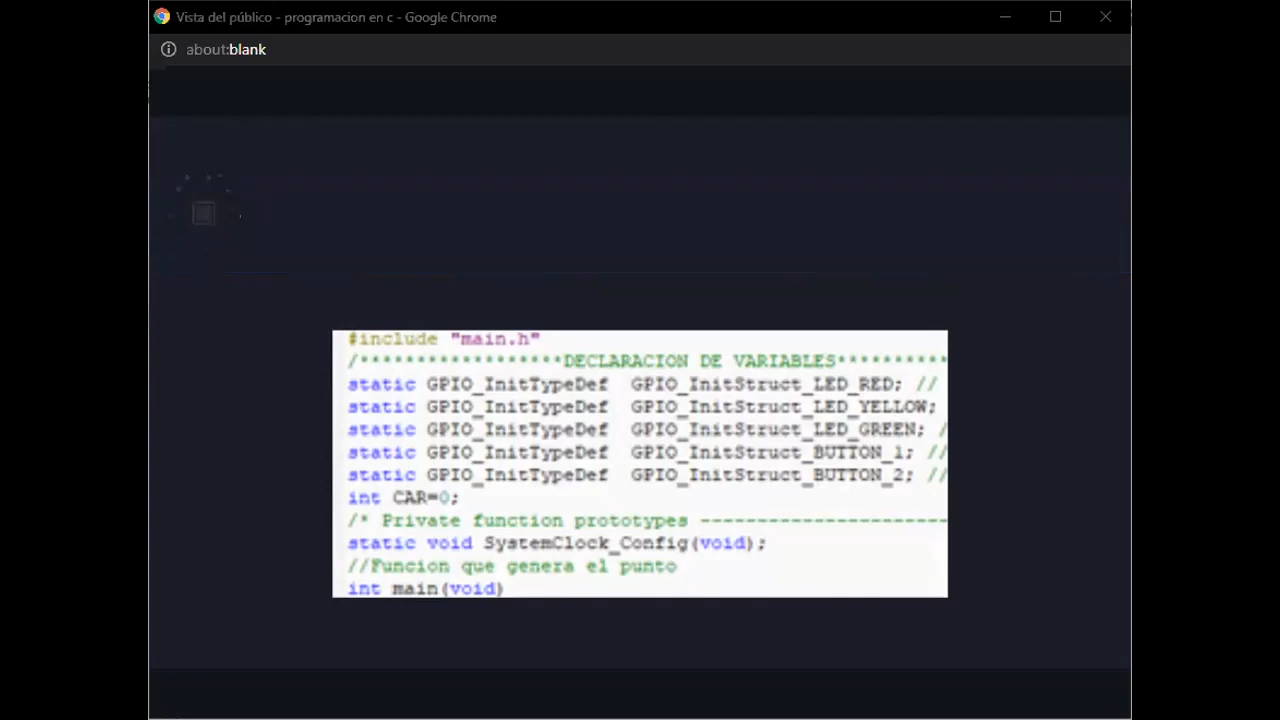 Vista del público - programacion en c - Google Chrome
about:blank
#include "main.h"
/******************DECLARACION DE VARIABLES**********
static GPIO_InitTypeDef  GPIO_InitStruct_LED_RED; //
static GPIO_InitTypeDef  GPIO_InitStruct_LED_YELLOW;
static GPIO_InitTypeDef  GPIO_InitStruct_LED_GREEN; /
static GPIO_InitTypeDef  GPIO_InitStruct_BUTTON_1; //
static GPIO_InitTypeDef  GPIO_InitStruct_BUTTON_2; //
int CAR=0;
/* Private function prototypes ----------------------
static void SystemClock_Config(void);
//Funcion que genera el punto
int main(void)